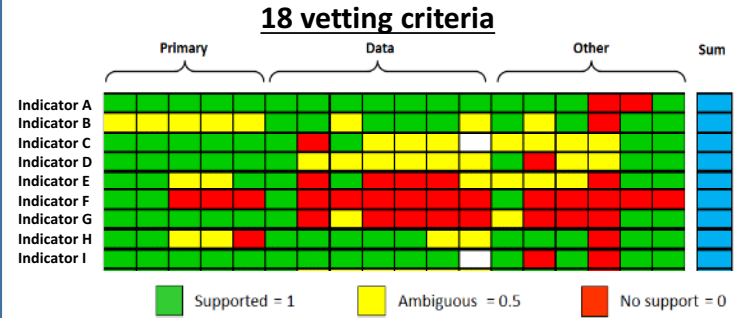 18 vetting criteria
Primary Data Other Sum
Indicator A
Indicator B
Indicator C
Indicator D
Indicator E
Indicator F
Indicator G
Indicator H
Indicator I
Supported = 1 Ambiguous = 0.5 No support = 0